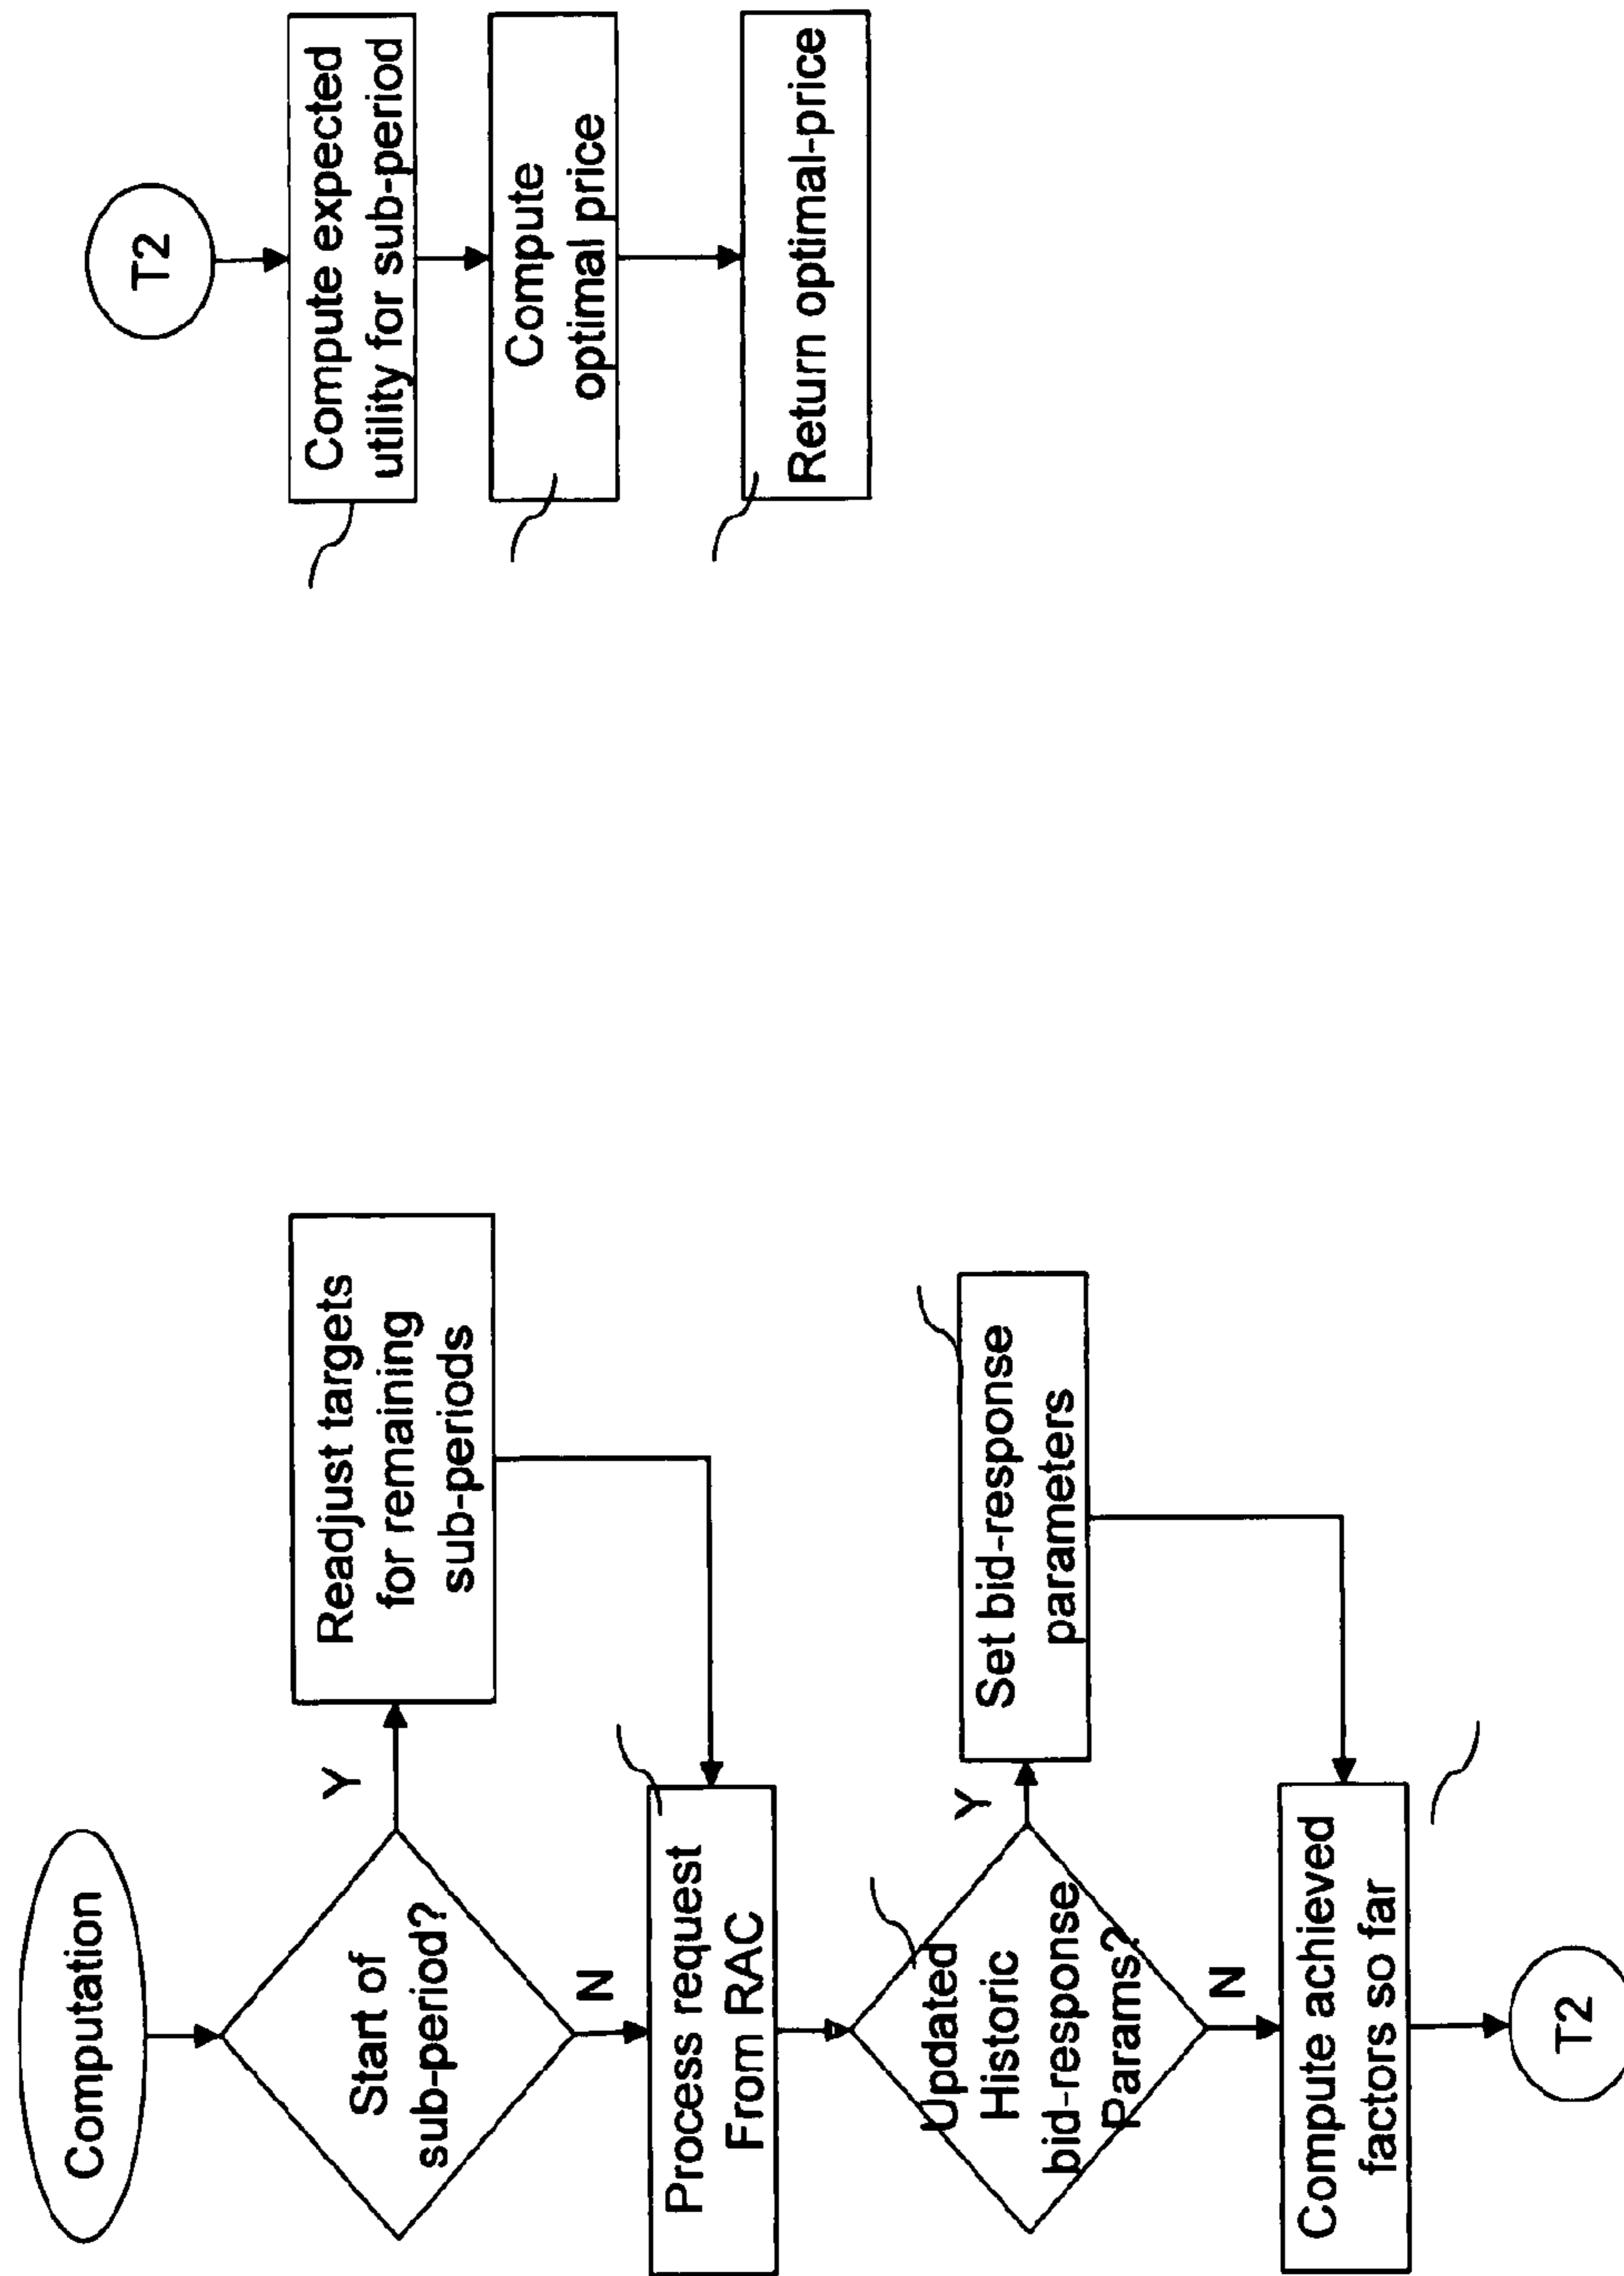 Computation
Start of
sub-period?
Y
Readjust targets
for remaining
sub-periods
N
Process request
From RAC
Updated
Historic
bid-response
Params?
Y
Set bid-response
parameters
N
Compute achieved
factors so far
T2
T2
Compute expected
utility for sub-period
Compute
optimal price
Return optimal-price